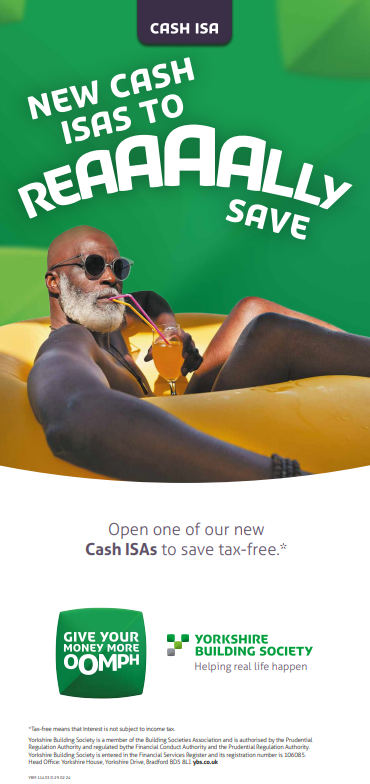 CASH ISA
NEW CASH
ISAS TO
REAAAALLY
SAVE
Open one of our new
Cash ISAs to save tax-free.*
GIVE YOUR
MONEY MORE
OOMPH
YORKSHIRE
BUILDING SOCIETY
Helping real life happen
*Tax-free means that Interest is not subject to income tax.
Yorkshire Building Society is a member of the Building Societies Association and is authorised by the Prudential
Regulation Authority and regulated by the Financial Conduct Authority and the Prudential Regulation Authority.
Yorkshire Building Society is entered in the Financial Services Register and its registration number is 106085.
Head Office: Yorkshire House, Yorkshire Drive, Bradford BD5 8LJ. ybs.co.uk